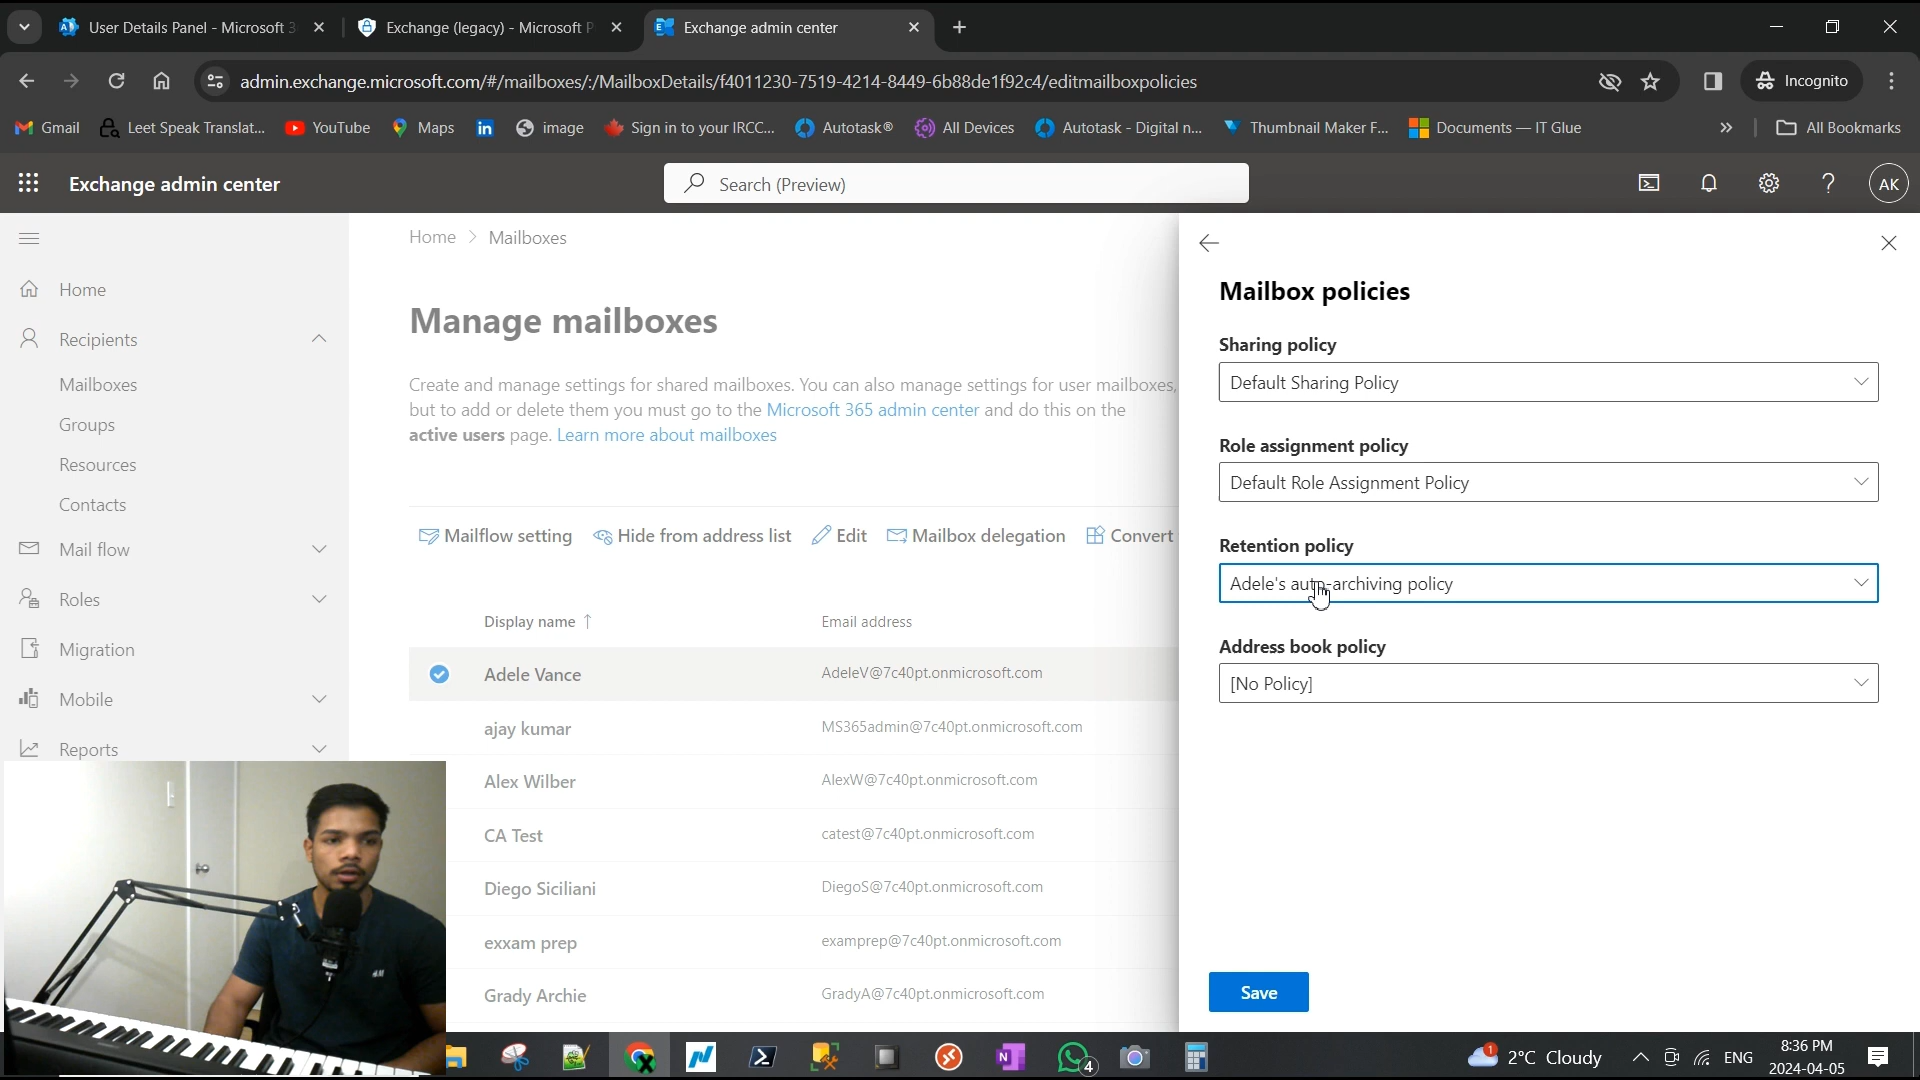 User Details Panel - Microsoft 3
Exchange (legacy) - Microsoft P
Exchange admin center
admin.exchange.microsoft.com/#/mailboxes/:/MailboxDetails/f4011230-7519-4214-8449-6b88de1f92c4/editmailboxpolicies
Incognito
Gmail
Leet Speak Translat...
YouTube
Maps
image
Sign in to your IRCC...
Autotask®
All Devices
Autotask - Digital n...
Thumbnail Maker F...
Documents — IT Glue
All Bookmarks
Exchange admin center
Search (Preview)
AK
Home
Recipients
Mailboxes
Groups
Resources
Contacts
Mail flow
Roles
Migration
Mobile
Reports
Home > Mailboxes
Manage mailboxes
Create and manage settings for shared mailboxes. You can also manage settings for user mailboxes,
but to add or delete them you must go to the Microsoft 365 admin center and do this on the
active users page. Learn more about mailboxes
Mailflow setting
Hide from address list
Edit
Mailbox delegation
Convert
Display name ↑
Email address
Adele Vance
AdeleV@7c40pt.onmicrosoft.com
ajay kumar
MS365admin@7c40pt.onmicrosoft.com
Alex Wilber
AlexW@7c40pt.onmicrosoft.com
CA Test
catest@7c40pt.onmicrosoft.com
Diego Siciliani
DiegoS@7c40pt.onmicrosoft.com
exxam prep
examprep@7c40pt.onmicrosoft.com
Grady Archie
GradyA@7c40pt.onmicrosoft.com
Mailbox policies
Sharing policy
Default Sharing Policy
Role assignment policy
Default Role Assignment Policy
Retention policy
Adele's auto-archiving policy
Address book policy
[No Policy]
Save
H&M
4
1
2°C Cloudy
ENG
8:36 PM
2024-04-05